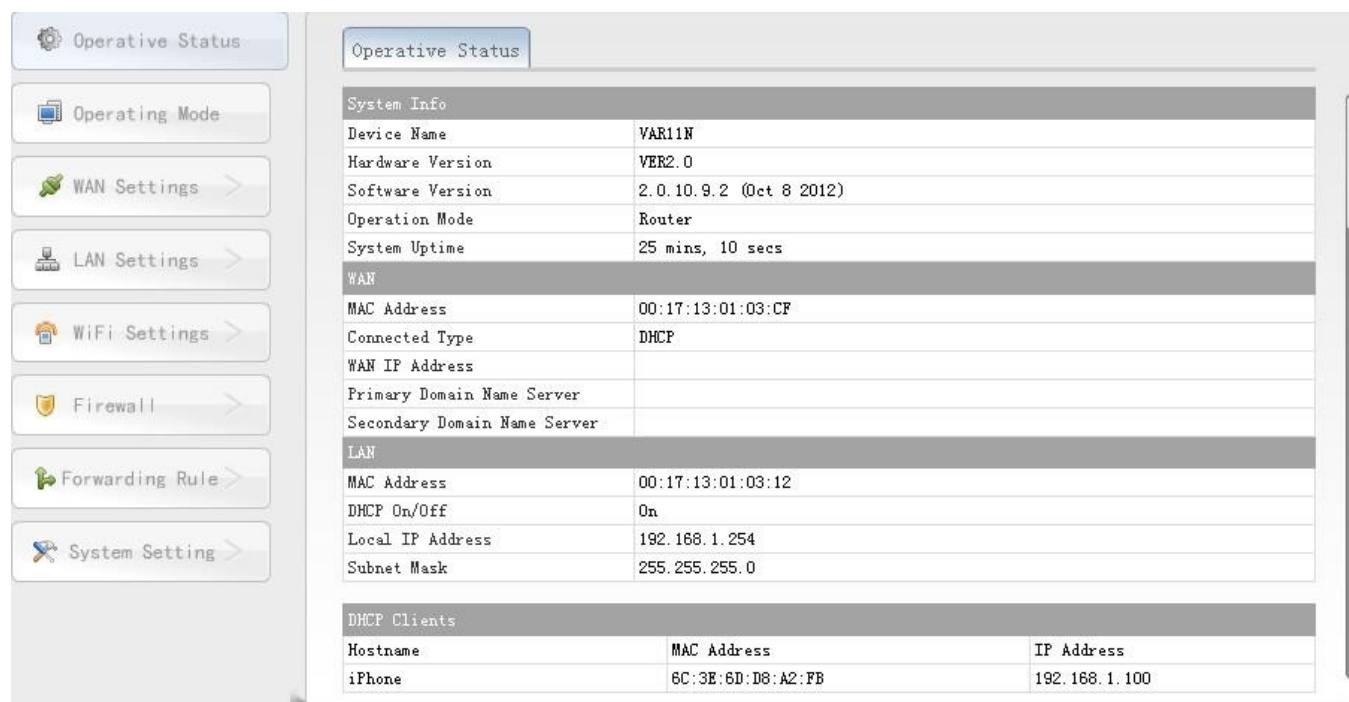 Operative Status
Operating Mode
WAN Settings
LAN Settings
WiFi Settings
Firewall
Forwarding Rule
System Setting
Operative Status
System Info
Device Name VAR11N
Hardware Version VER2.0
Software Version 2.0.10.9.2 (Oct 8 2012)
Operation Mode Router
System Uptime 25 mins, 10 secs
WAN
MAC Address 00:17:13:01:03:CF
Connected Type DHCP
WAN IP Address
Primary Domain Name Server
Secondary Domain Name Server
LAN
MAC Address 00:17:13:01:03:12
DHCP On/Off On
Local IP Address 192.168.1.254
Subnet Mask 255.255.255.0
DHCP Clients
Hostname MAC Address IP Address
iPhone 6C:3E:6D:D8:A2:FB 192.168.1.100